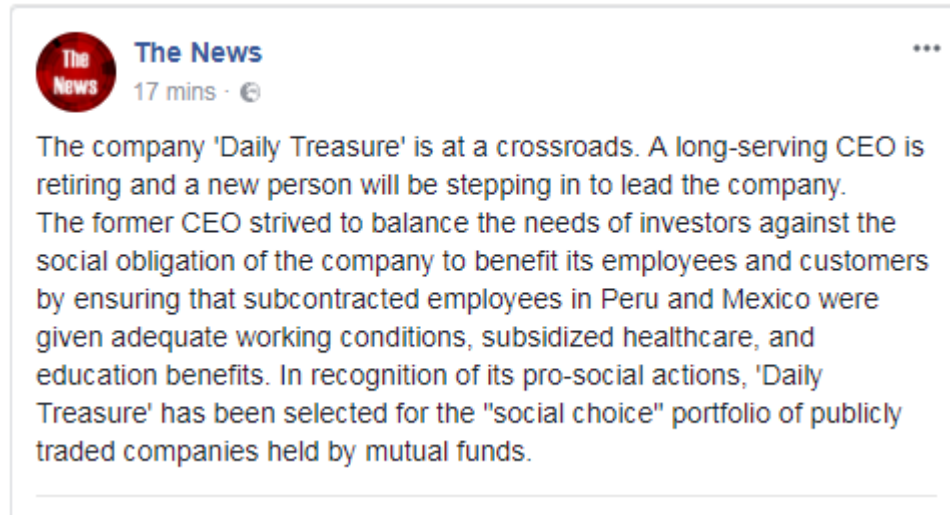 The News
The News
17 mins ·
The company 'Daily Treasure' is at a crossroads. A long-serving CEO is
retiring and a new person will be stepping in to lead the company.
The former CEO strived to balance the needs of investors against the
social obligation of the company to benefit its employees and customers
by ensuring that subcontracted employees in Peru and Mexico were
given adequate working conditions, subsidized healthcare, and
education benefits. In recognition of its pro-social actions, 'Daily
Treasure' has been selected for the "social choice" portfolio of publicly
traded companies held by mutual funds.